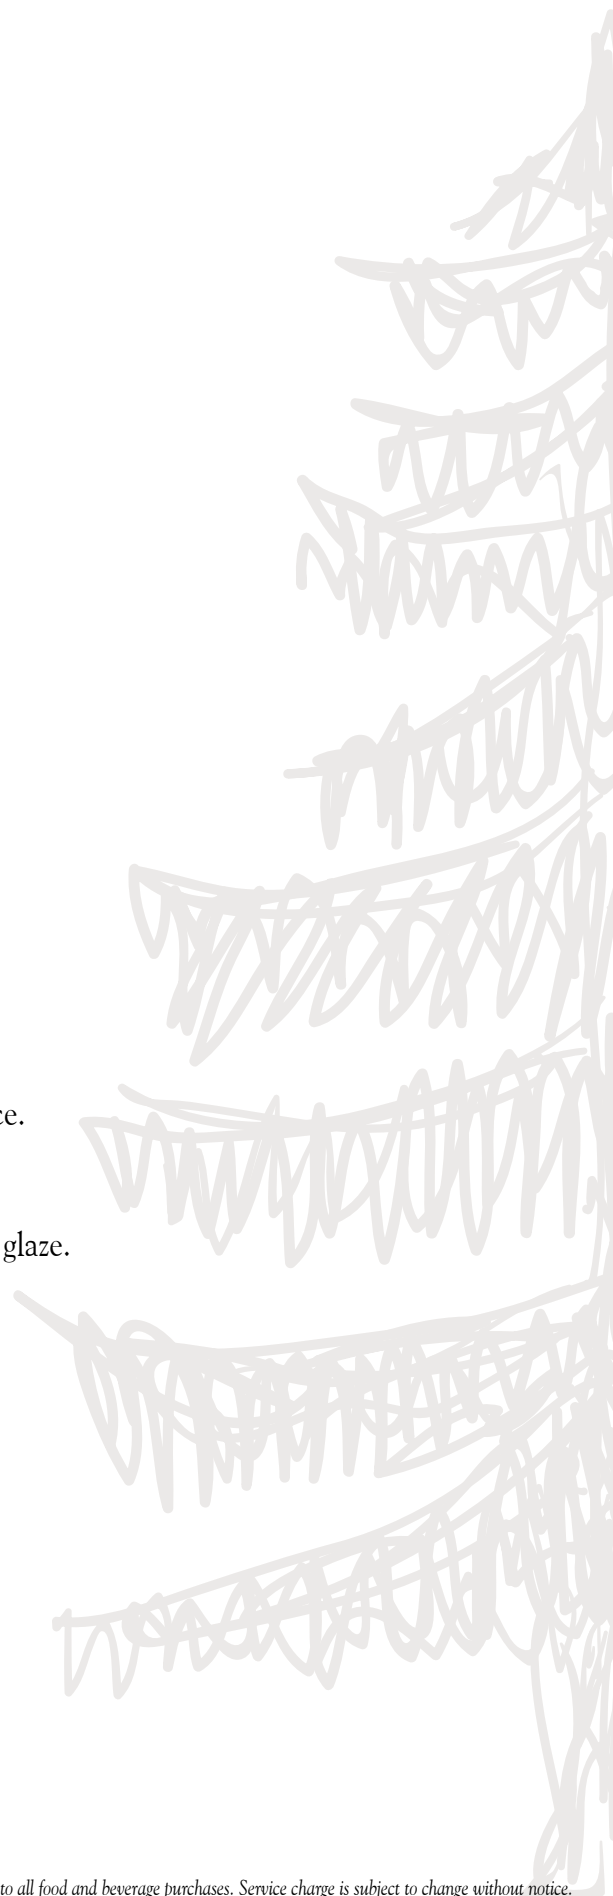 ce.
glaze.
to all food and beverage purchases. Service charge is subject to change without notice.